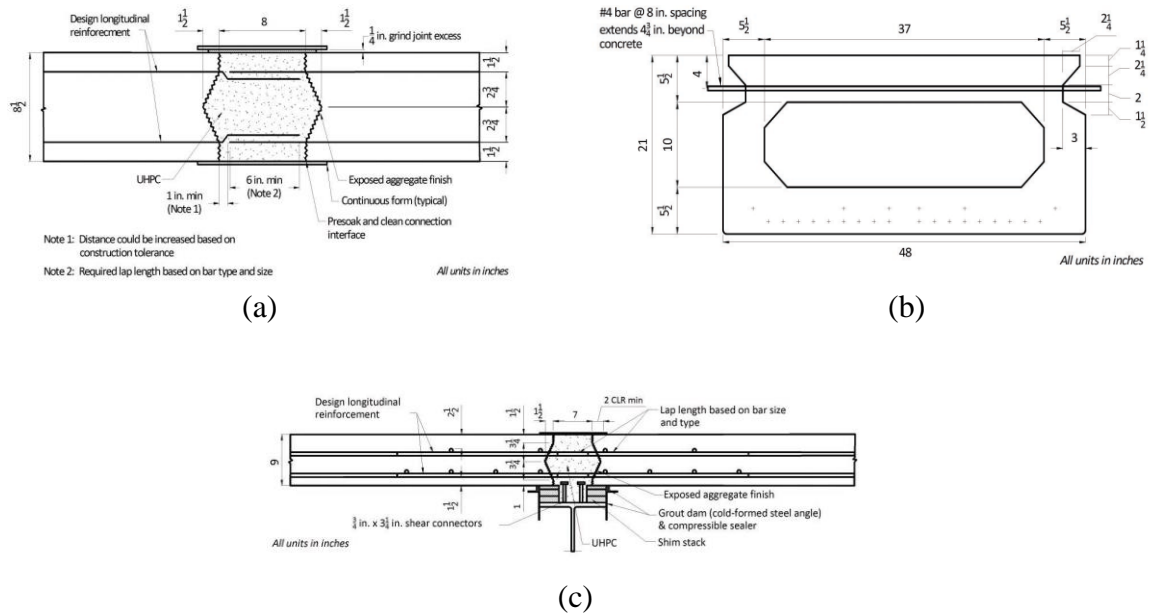 Design longitudinal
reinforecment
1½
8
1½
¼ in. grind joint excess
8½
1½
2¾
2¾
1½
UHPC
1 in. min
(Note 1)
6 in. min
(Note 2)
Exposed aggregate finish
Continuous form (typical)
Presoak and clean connection
interface
Note 1: Distance could be increased based on
construction tolerance
Note 2: Required lap length based on bar type and size
All units in inches
(a)
#4 bar @ 8 in. spacing
extends 4¾ in. beyond
concrete
5½
37
5½
2¼
1¼
2¼
2
1½
4
5½
21
10
3
5½
48
All units in inches
(b)
Design longitudinal
reinforcement
2½
1½
1½
7
2 CLR min
Lap length based on bar size
and type
9
3¼
3¼
1½
1
Exposed aggregate finish
Grout dam (cold-formed steel angle)
& compressible sealer
Shim stack
UHPC
¾ in. x 3¼ in. shear connectors
All units in inches
(c)